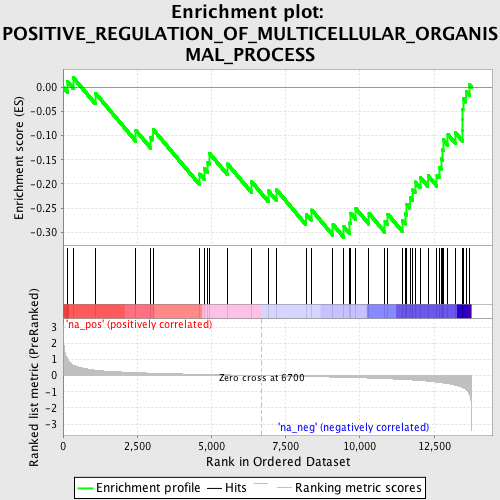 Enrichment plot:
POSITIVE_REGULATION_OF_MULTICELLULAR_ORGANIS
MAL_PROCESS
Enrichment score (ES)
0.00
-0.05
-0.10
-0.15
-0.20
-0.25
-0.30
'na_pos' (positively correlated)
Ranked list metric (PreRanked)
3
2
1
0
-1
-2
-3
Zero cross at 6700
'na_neg' (negatively correlated)
0
2,500
5,000
7,500
10,000
12,500
Rank in Ordered Dataset
Enrichment profile
Hits
Ranking metric scores